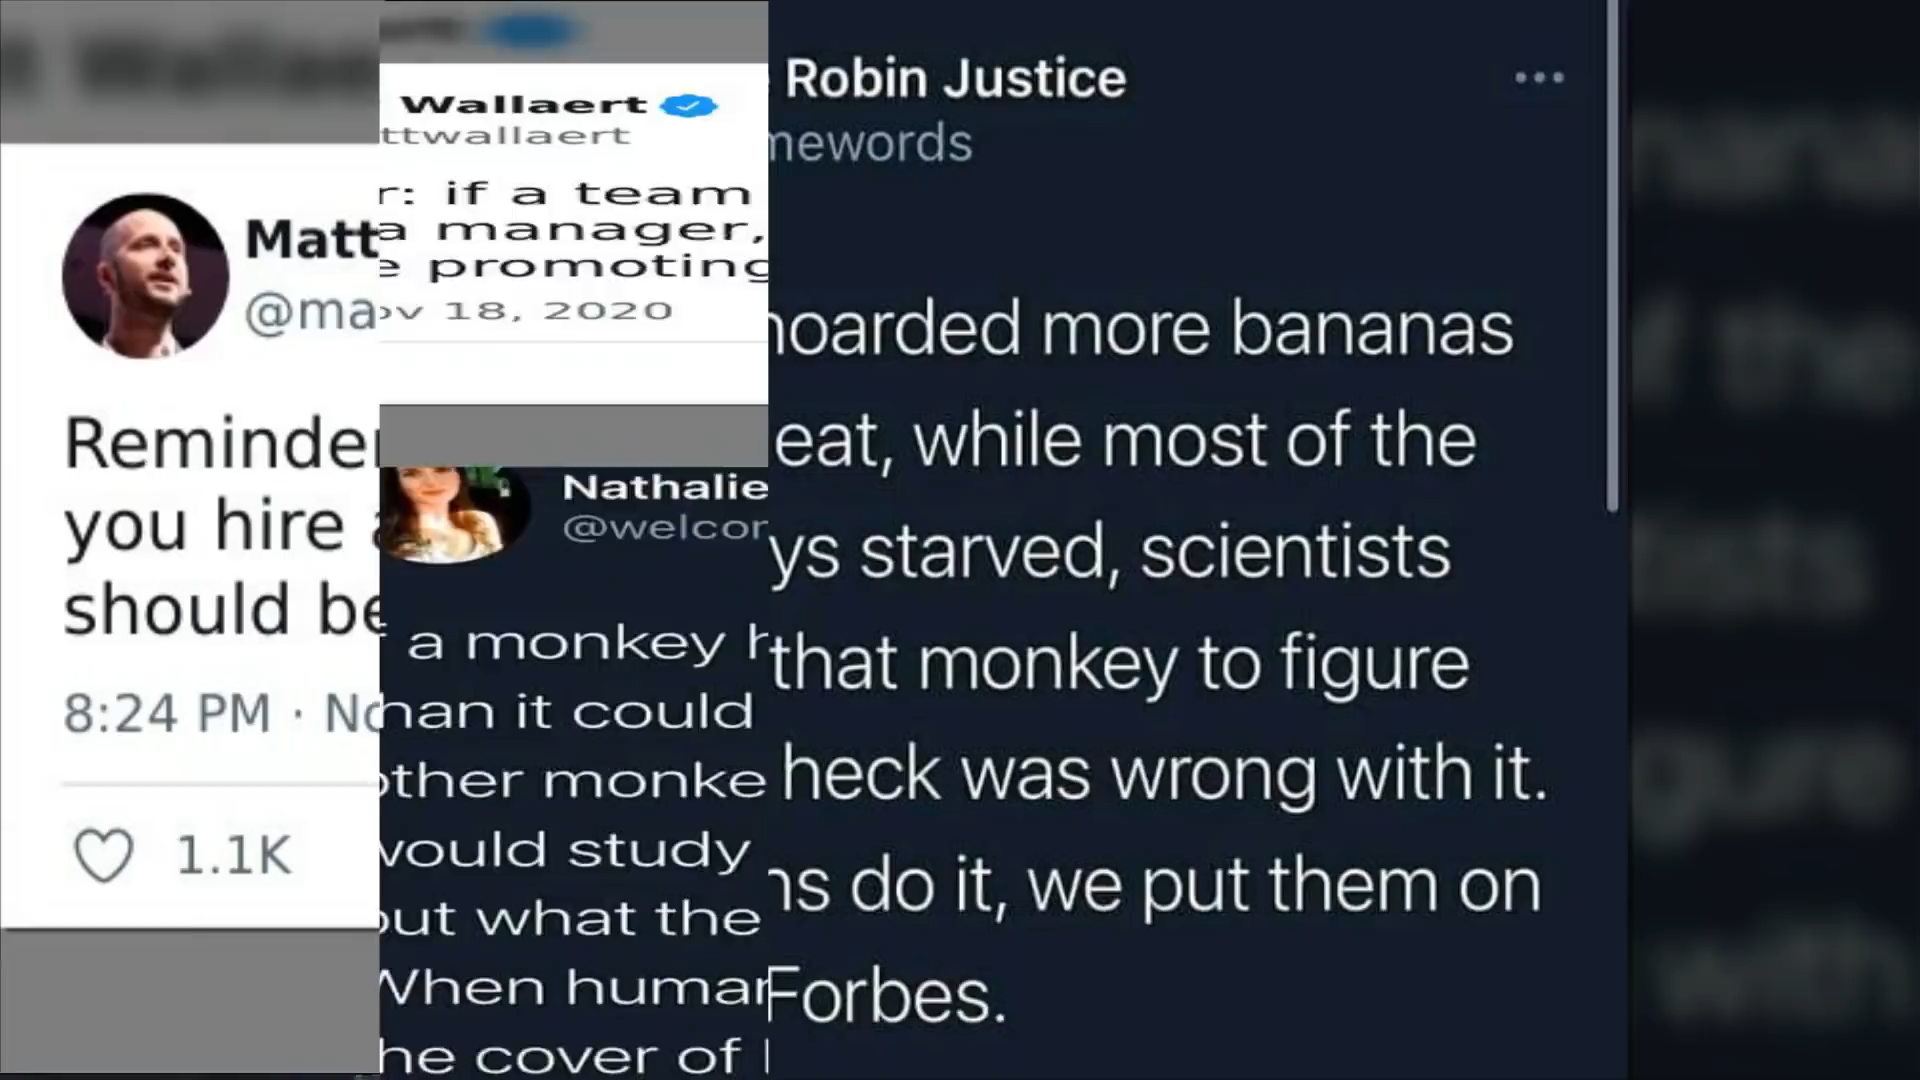 Matt
@ma
Reminder
you hire a
should be
8:24 PM · No
1.1K
Wallaert
ttwallaert
r: if a team
a manager,
e promoting
ov 18, 2020
Nathalie
@welcor
a monkey h
han it could
other monke
would study
out what the
When human
he cover of
Robin Justice
mewords
hoarded more bananas
eat, while most of the
ys starved, scientists
that monkey to figure
heck was wrong with it.
ns do it, we put them on
Forbes.